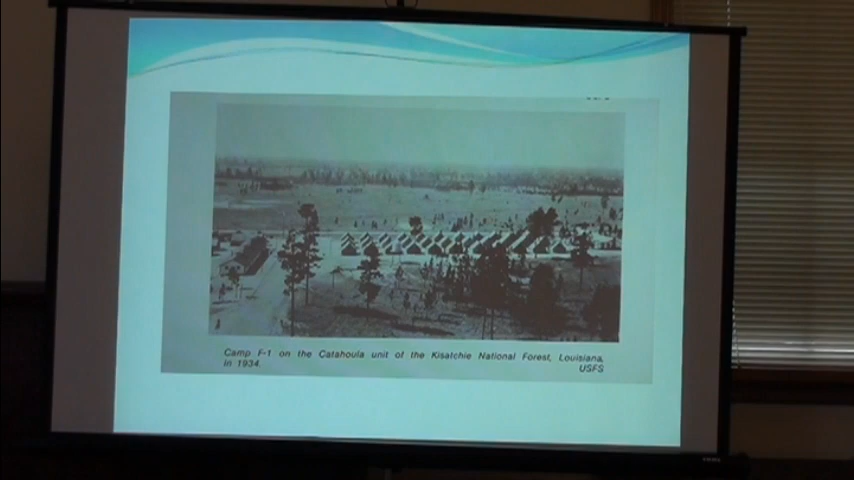 Camp F-1 on the Catahoula unit of the Kisatchie National Forest, Louisiana,
in 1934.
USFS